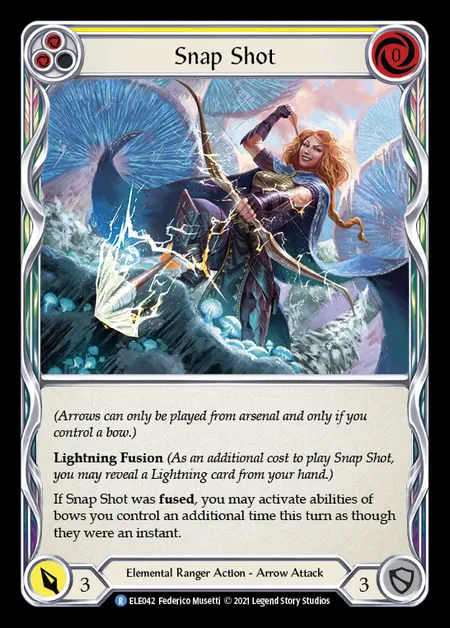 Snap Shot
0
(Arrows can only be played from arsenal and only if you
control a bow.)
Lightning Fusion (As an additional cost to play Snap Shot,
you may reveal a Lightning card from your hand.)
If Snap Shot was fused, you may activate abilities of
bows you control an additional time this turn as though
they were an instant.
3 Elemental Ranger Action - Arrow Attack 3
R ELE042 Federico Musetti © 2021 Legend Story Studios